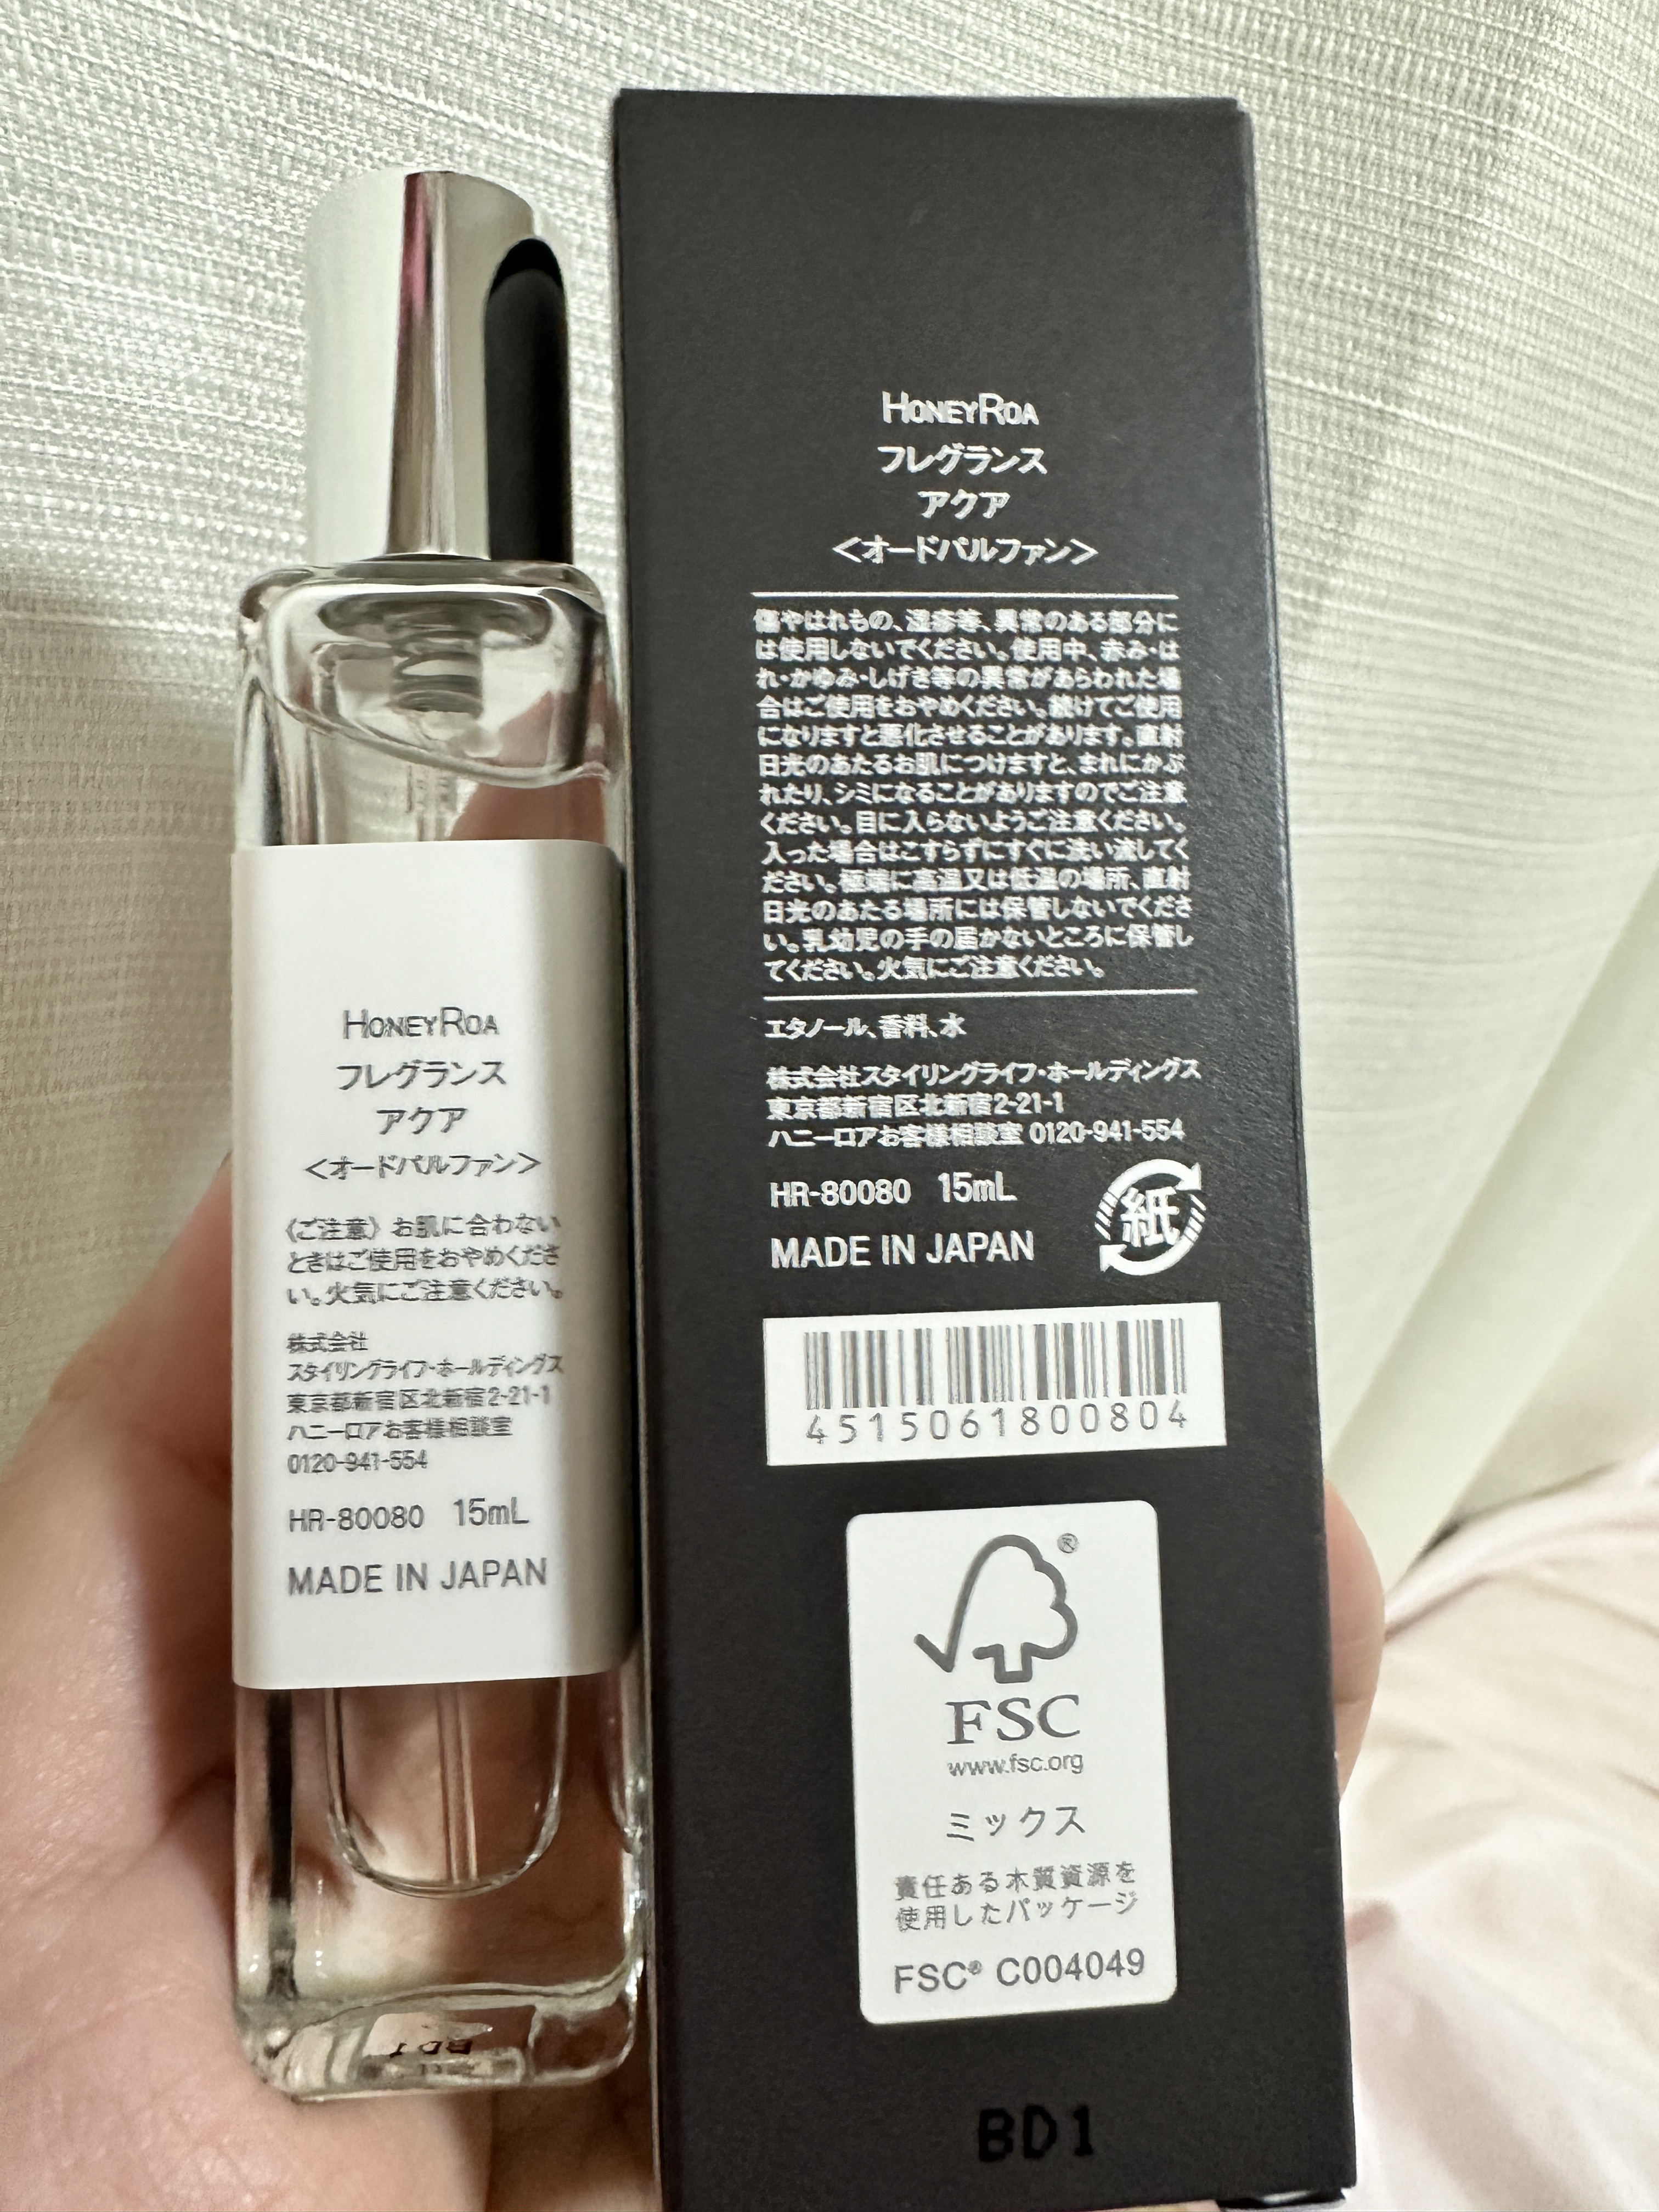 HONEYROA
フレグランス
アクア
<オードパルファン>
《ご注意》お肌に合わない
ときはご使用をおやめくださ
い。火気にご注意ください。
株式会社
スタイリングライフ・ホールディングス
東京都新宿区北新宿2-21-1
ハニーロアお客様相談室
0120-941-554
HR-80080 15mL
MADE IN JAPAN
BD1
HONEYROA
フレグランス
アクア
<オードパルファン>
傷やはれもの、湿疹等、異常のある部分に
は使用しないでください。使用中、赤み・は
れ・かゆみ・しげき等の異常があらわれた場
合はご使用をおやめください。続けてご使用
になりますと悪化させることがあります。直射
日光のあたるお肌につけますと、まれにかぶ
れたり、シミになることがありますのでご注意
ください。目に入らないようご注意ください。
入った場合はこすらずにすぐに洗い流してく
ださい。極端に高温又は低温の場所、直射
日光のあたる場所には保管しないでくださ
い。乳幼児の手の届かないところに保管し
てください。火気にご注意ください。
エタノール、香料、水
株式会社スタイリングライフ・ホールディングス
東京都新宿区北新宿2-21-1
ハニーロアお客様相談室 0120-941-554
HR-80080 15mL
MADE IN JAPAN
紙
4515061800804
®
FSC
www.fsc.org
ミックス
責任ある木質資源を
使用したパッケージ
FSC® C004049
BD1